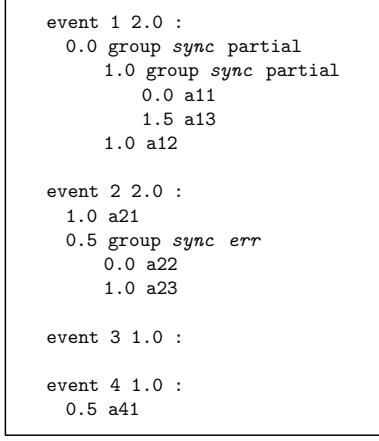 event 1 2.0 :
0.0 group sync partial
1.0 group sync partial
0.0 a11
1.5 a13
1.0 a12
event 2 2.0 :
1.0 a21
0.5 group sync err
0.0 a22
1.0 a23
event 3 1.0 :
event 4 1.0 :
0.5 a41